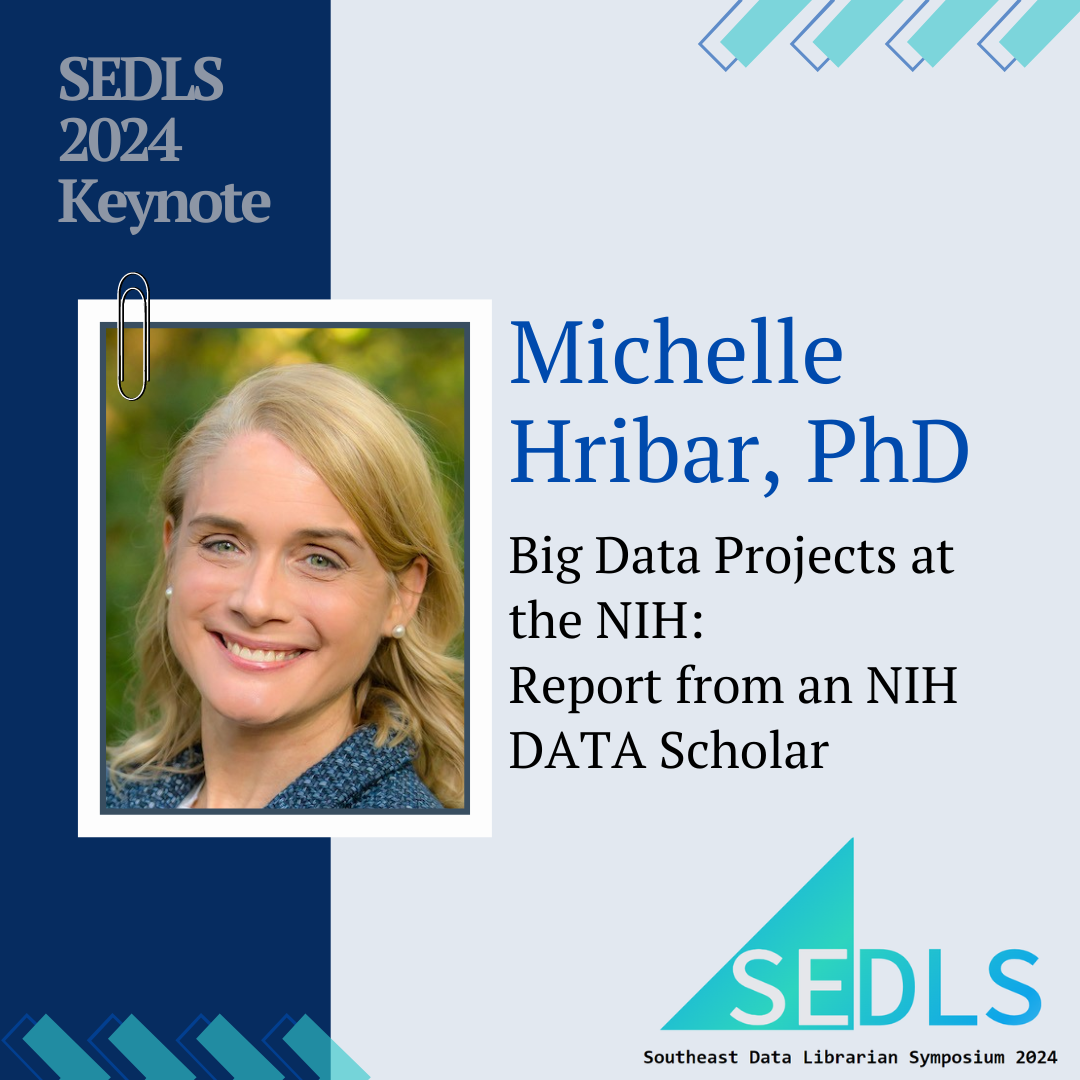 SEDLS
2024
Keynote
Michelle
Hribar, PhD
Big Data Projects at
the NIH:
Report from an NIH
DATA Scholar
SEDLS
Southeast Data Librarian Symposium 2024